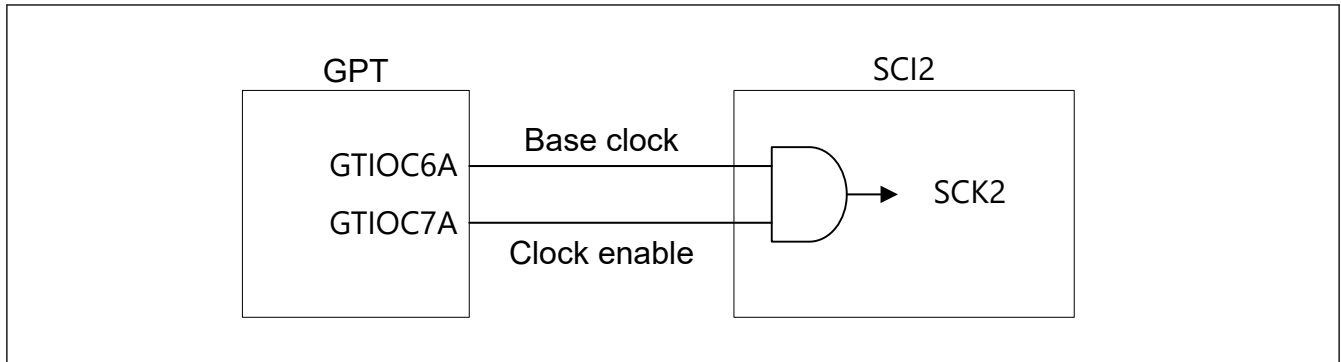 GPT
SCI2
Base clock
GTIOC6A
SCK2
GTIOC7A
Clock enable